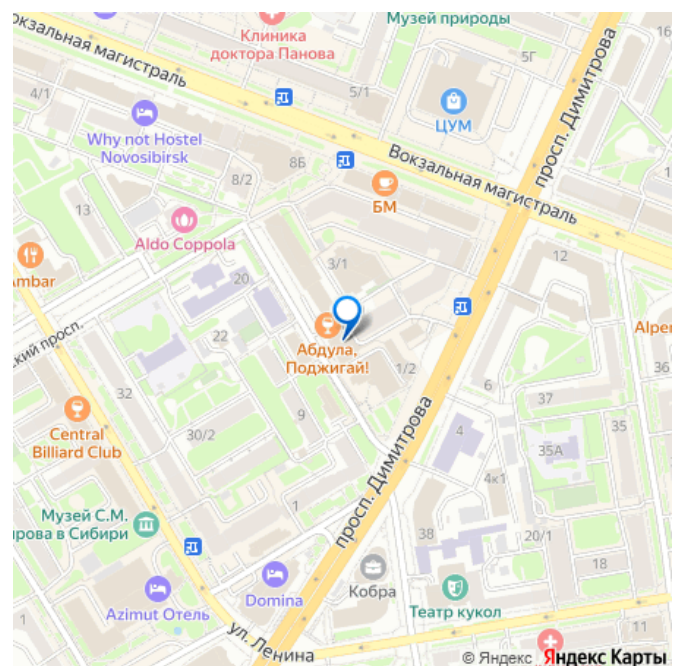 Музей природы
16
Клиника
доктора Панова
окзальная магистраль
5Г
4/1
5/1
просп. Димитрова
ЦУМ
Why not Hostel
Novosibirsk
8Б
Вокзальная магистраль
8/2
БМ
13
Aldo Coppola
Ambar
3/1
12
20
кий просп.
22
Абдула,
Поджигай!
Alper
1/2
36
32
6
37
9
просп. Димитрова
35
Central
Billiard Club
30/2
4
35А
4к1
1
Музей С.М.
ирова в Сибири
38
20/1
18
Кобра
Azimut Отель
Domina
Театр кукол
11
ул. Ленина
© Яндекс Яндекс Карты